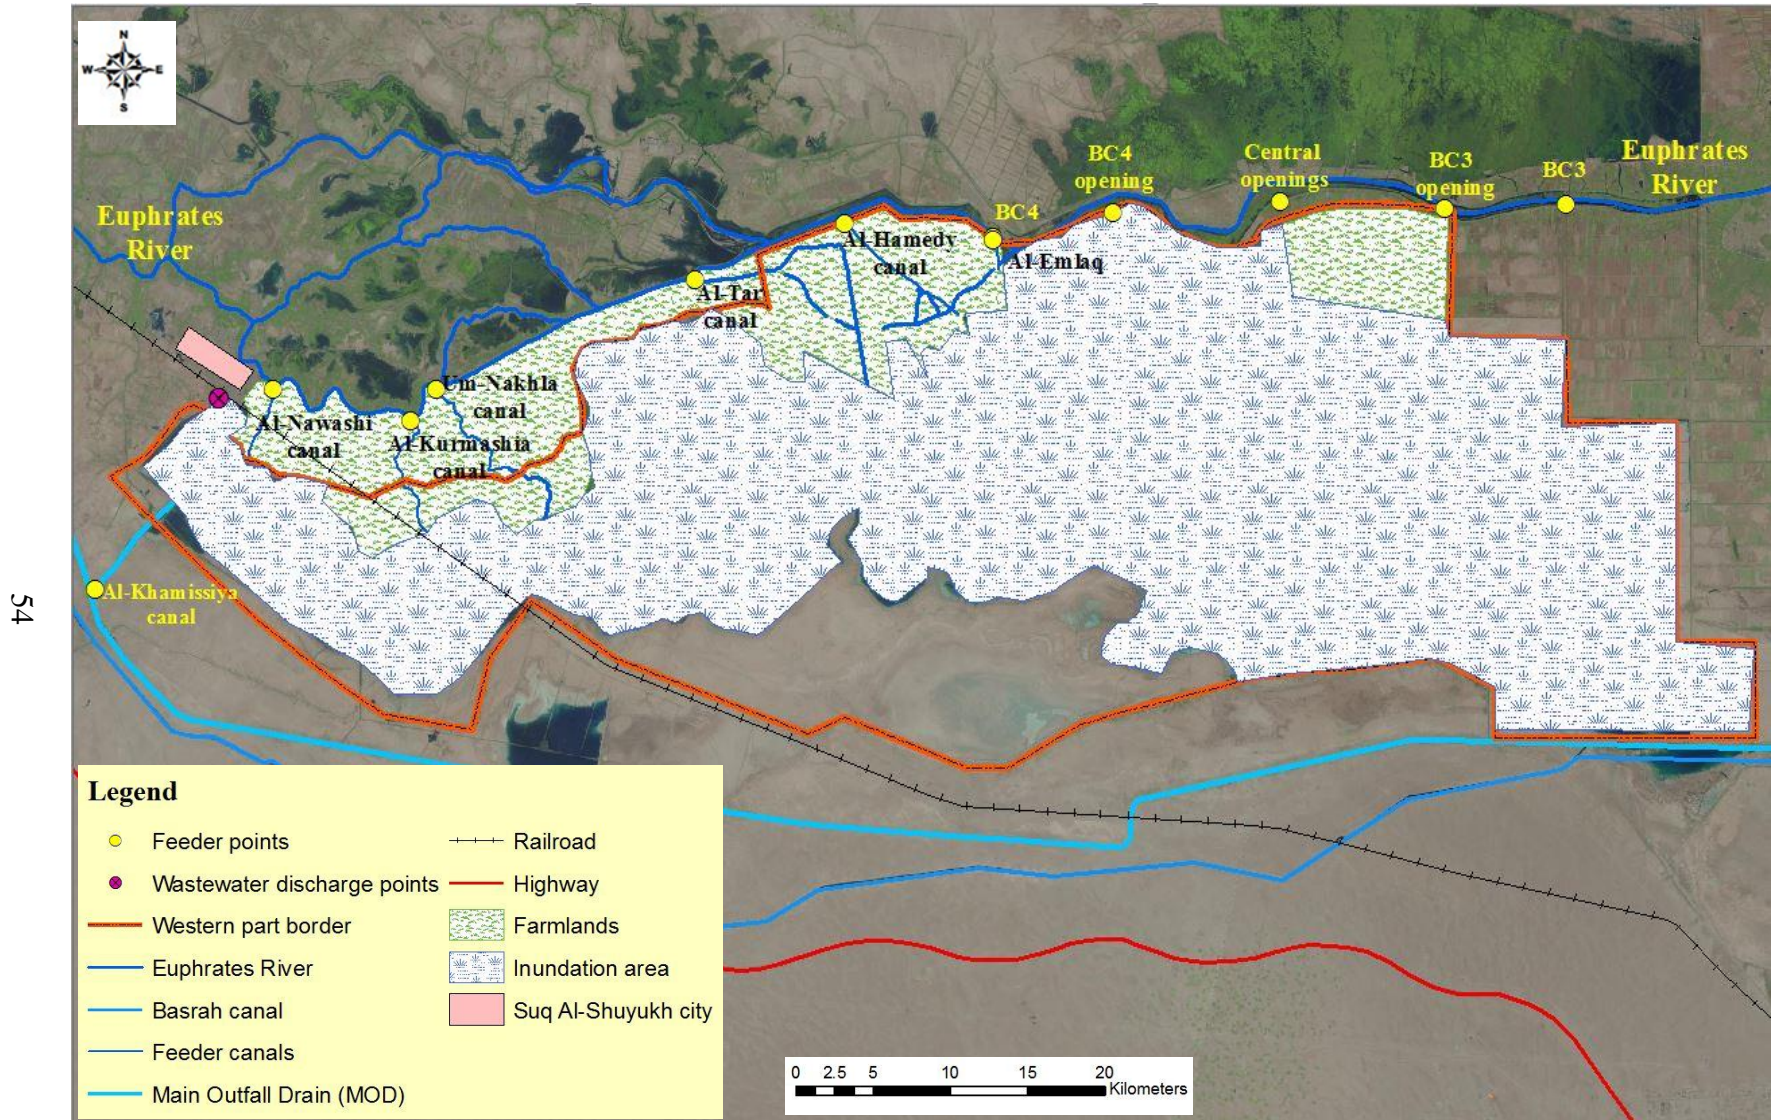 N
W E
S
Euphrates
River
BC4
opening
Central
openings
BC3
opening
BC3
Euphrates
River
BC4
Al-Hamedy
canal
Al-Emlaq
Al-Tar
canal
Um-Nakhla
canal
Al-Nawashi
canal
Al-Kurmashia
canal
Al-Khamissiya
canal
54
Legend
Feeder points
Wastewater discharge points
Western part border
Euphrates River
Basrah canal
Feeder canals
Main Outfall Drain (MOD)
Railroad
Highway
Farmlands
Inundation area
Suq Al-Shuyukh city
0 2.5 5 10 15 20
Kilometers